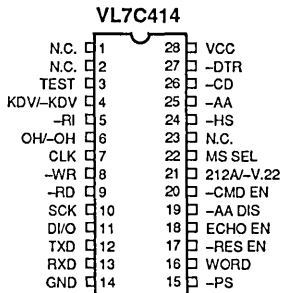 VL7C414
N.C. 1 28 VCC
N.C. 2 27 –DTR
TEST 3 26 –CD
KDV/–KDV 4 25 –AA
–RI 5 24 –HS
OH/–OH 6 23 N.C.
CLK 7 22 MS SEL
–WR 8 21 212A/–V.22
–RD 9 20 –CMD EN
SCK 10 19 –AA DIS
DI/O 11 18 ECHO EN
TXD 12 17 –RES EN
RXD 13 16 WORD
GND 14 15 –PS